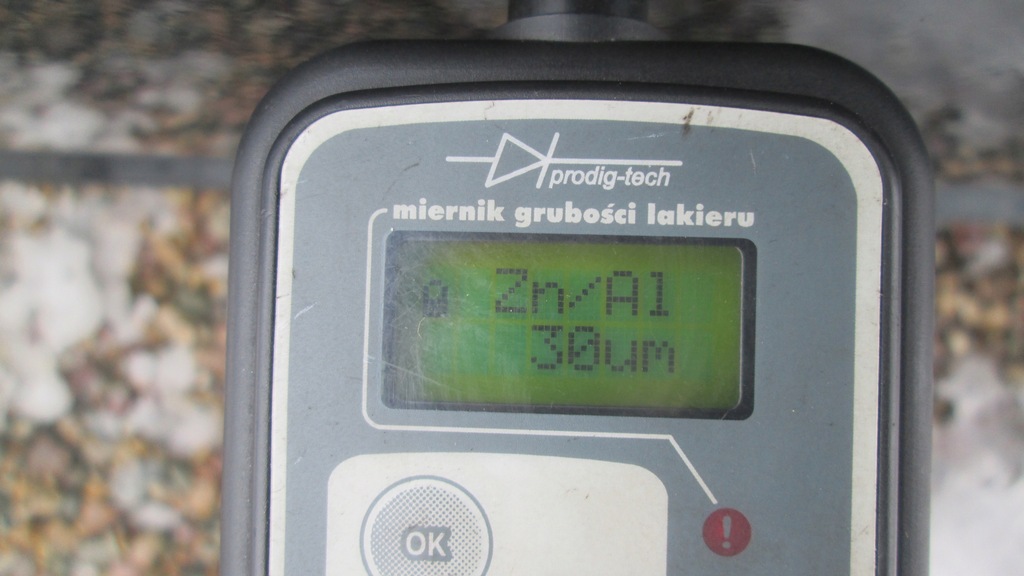 prodig-tech
miernik grubości lakieru
Zn/Al
30um
OK
!